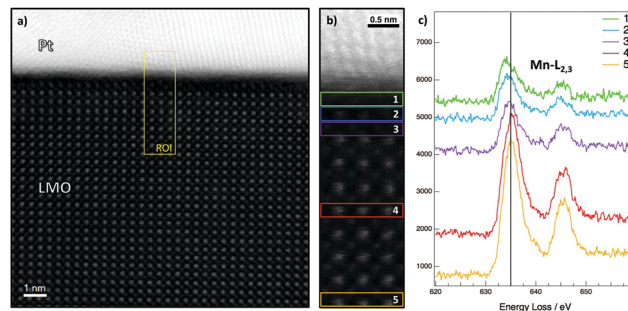 a)
Pt
ROI
LMO
1 nm
b)
0.5 nm
1
2
3
4
5
c)
Mn-L2,3
1
2
3
4
5
7000
6000
5000
4000
3000
2000
1000
620
630
640
650
Energy Loss / eV